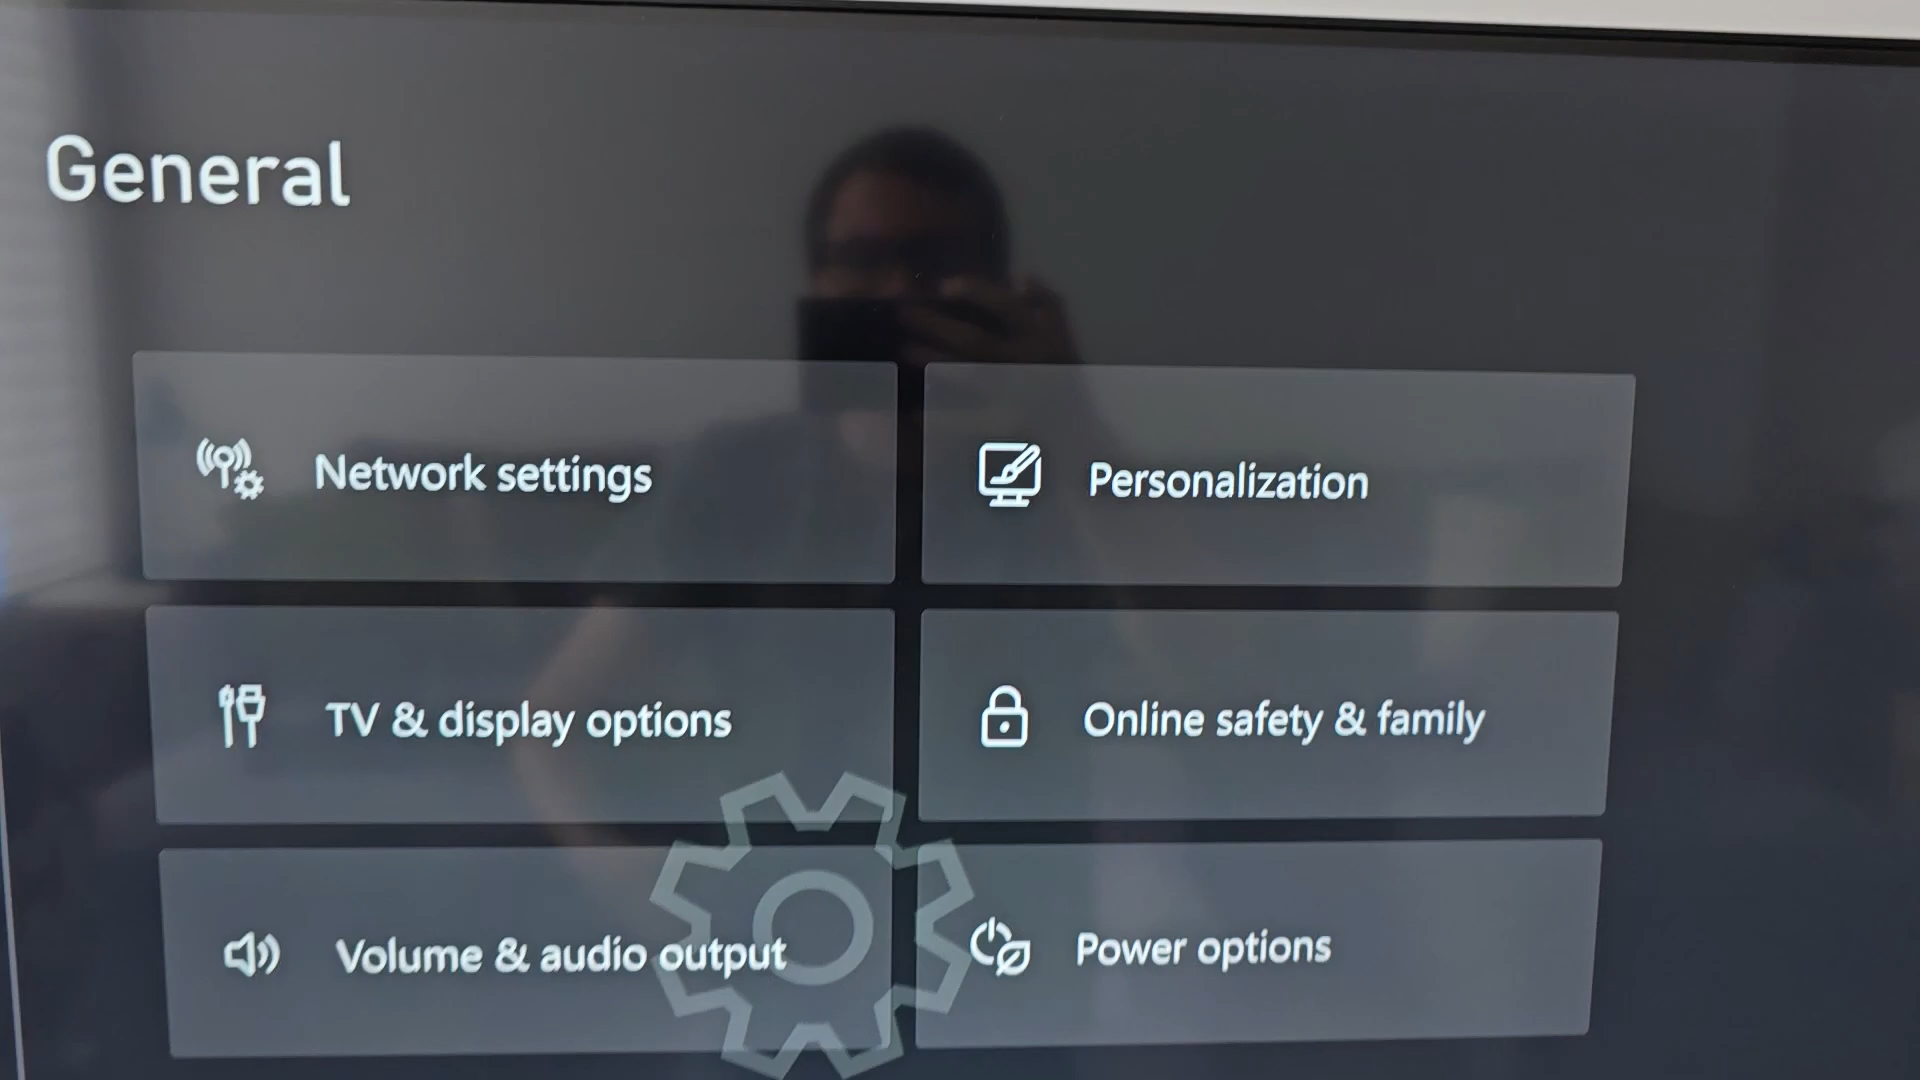 General
Network settings
Personalization
TV & display options
Online safety & family
Volume & audio output
Power options